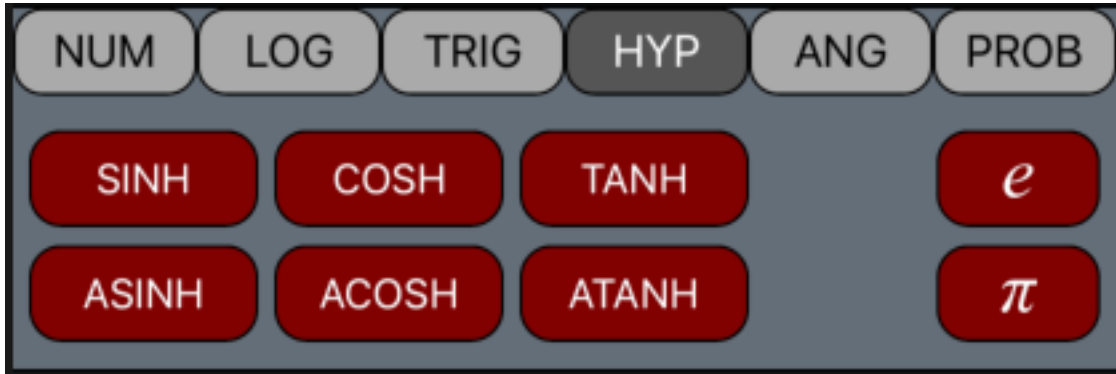 NUM LOG TRIG HYP ANG PROB
SINH COSH TANH e
ASINH ACOSH ATANH π